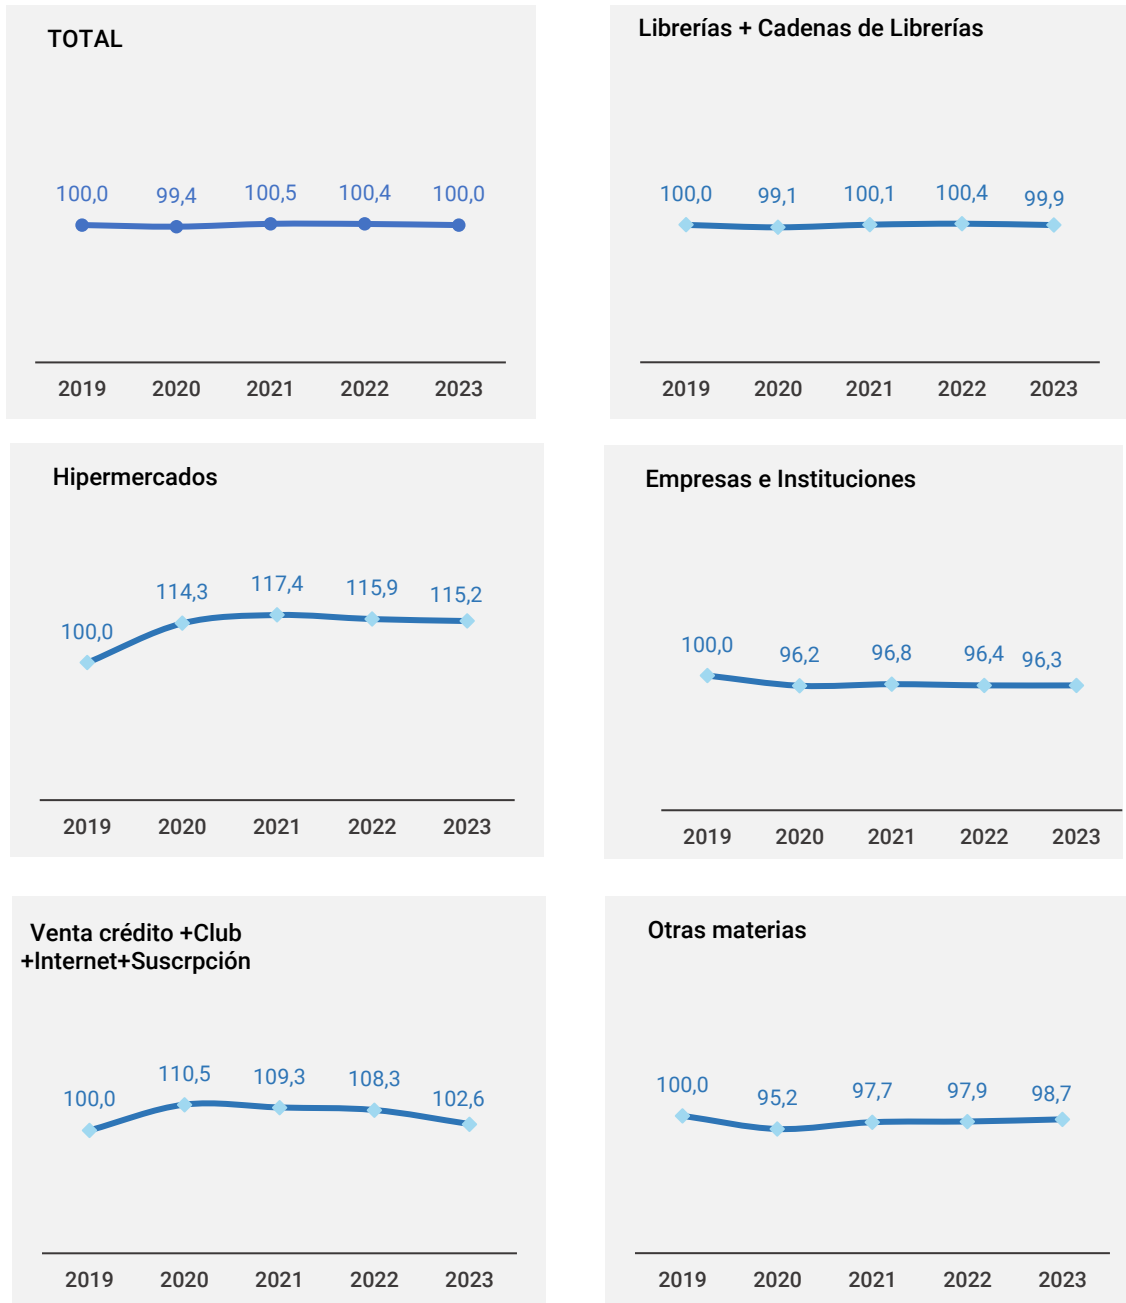 TOTAL
100,0 99,4 100,5 100,4 100,0
2019 2020 2021 2022 2023
Librerías + Cadenas de Librerías
100,0 99,1 100,1 100,4 99,9
2019 2020 2021 2022 2023
Hipermercados
100,0 114,3 117,4 115,9 115,2
2019 2020 2021 2022 2023
Empresas e Instituciones
100,0 96,2 96,8 96,4 96,3
2019 2020 2021 2022 2023
Venta crédito +Club
+Internet+Suscrpción
100,0 110,5 109,3 108,3 102,6
2019 2020 2021 2022 2023
Otras materias
100,0 95,2 97,7 97,9 98,7
2019 2020 2021 2022 2023